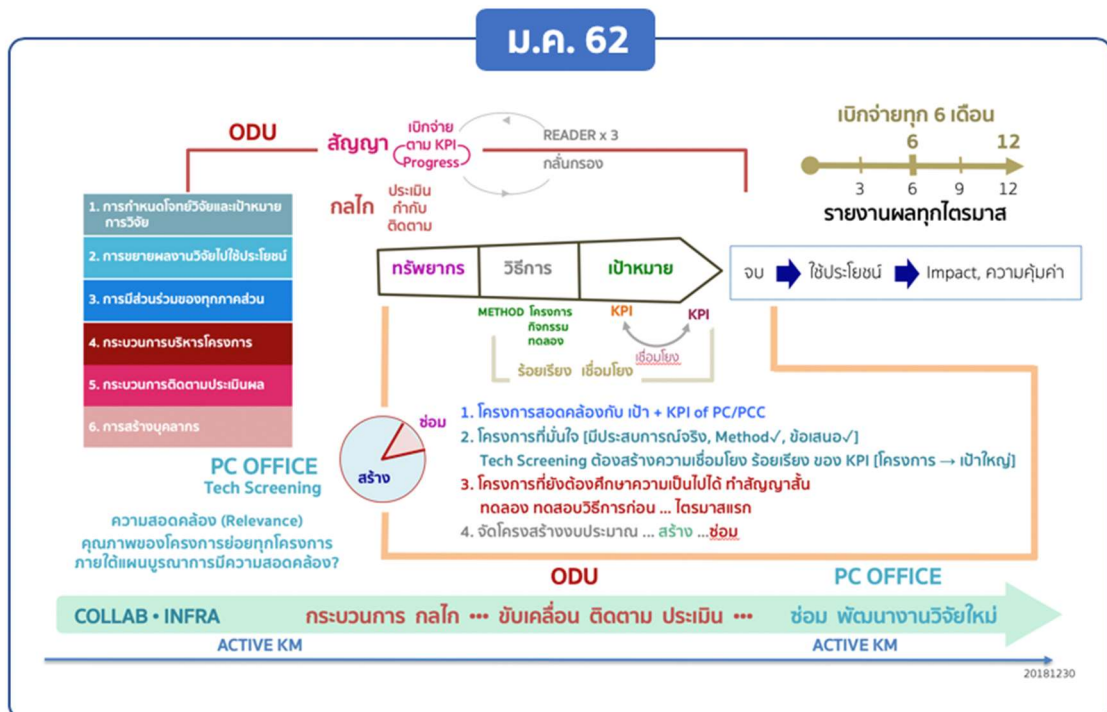 ม.ค. 62
ODU
สัญญา
เบิกจ่าย
ตาม KPI
Progress
READER x 3
กลั่นกรอง
เบิกจ่ายทุก 6 เดือน
6 12
3 6 9 12
รายงานผลทุกไตรมาส
กลไก
ประเมิน
กำกับ
ติดตาม
1. การกำหนดโจทย์วิจัยและเป้าหมาย
การวิจัย
2. การขยายผลงานวิจัยไปใช้ประโยชน์
3. การมีส่วนร่วมของทุกภาคส่วน
4. กระบวนการบริหารโครงการ
5. กระบวนการติดตามประเมินผล
6. การสร้างบุคลากร
ทรัพยากร วิธีการ เป้าหมาย
จบ ใช้ประโยชน์ Impact, ความคุ้มค่า
METHOD โครงการ
กิจกรรม
ทดลอง
KPI KPI
เชื่อมโยง
ร้อยเรียง เชื่อมโยง
ซ่อม
สร้าง
PC OFFICE
Tech Screening
ความสอดคล้อง (Relevance)
คุณภาพของโครงการย่อยทุกโครงการ
ภายใต้แผนบูรณาการมีความสอดคล้อง?
1. โครงการสอดคล้องกับ เป้า + KPI of PC/PCC
2. โครงการที่มั่นใจ [มีประสบการณ์จริง, Method✓, ข้อเสนอ✓]
Tech Screening ต้องสร้างความเชื่อมโยง ร้อยเรียง ของ KPI [โครงการ → เป้าใหญ่]
3. โครงการที่ยังต้องศึกษาความเป็นไปได้ ทำสัญญาสั้น
ทดลอง ทดสอบวิธีการก่อน ... ไตรมาสแรก
4. จัดโครงสร้างงบประมาณ ... สร้าง ...ซ่อม
ODU PC OFFICE
COLLAB • INFRA กระบวนการ กลไก ••• ขับเคลื่อน ติดตาม ประเมิน ••• ซ่อม พัฒนางานวิจัยใหม่
ACTIVE KM ACTIVE KM
20181230